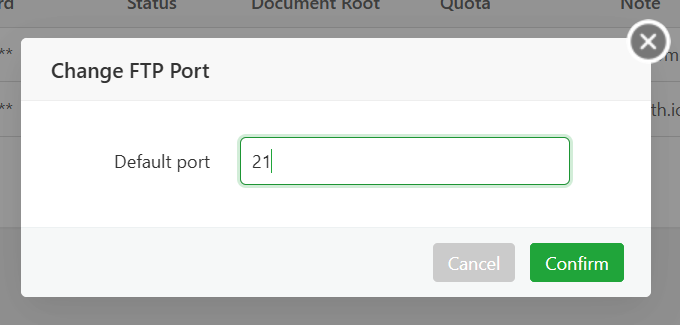 Status Document Root Quota Note
**
**
Change FTP Port
Default port 21
Cancel Confirm